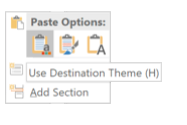 Paste Options:
Use Destination Theme (H)
Add Section